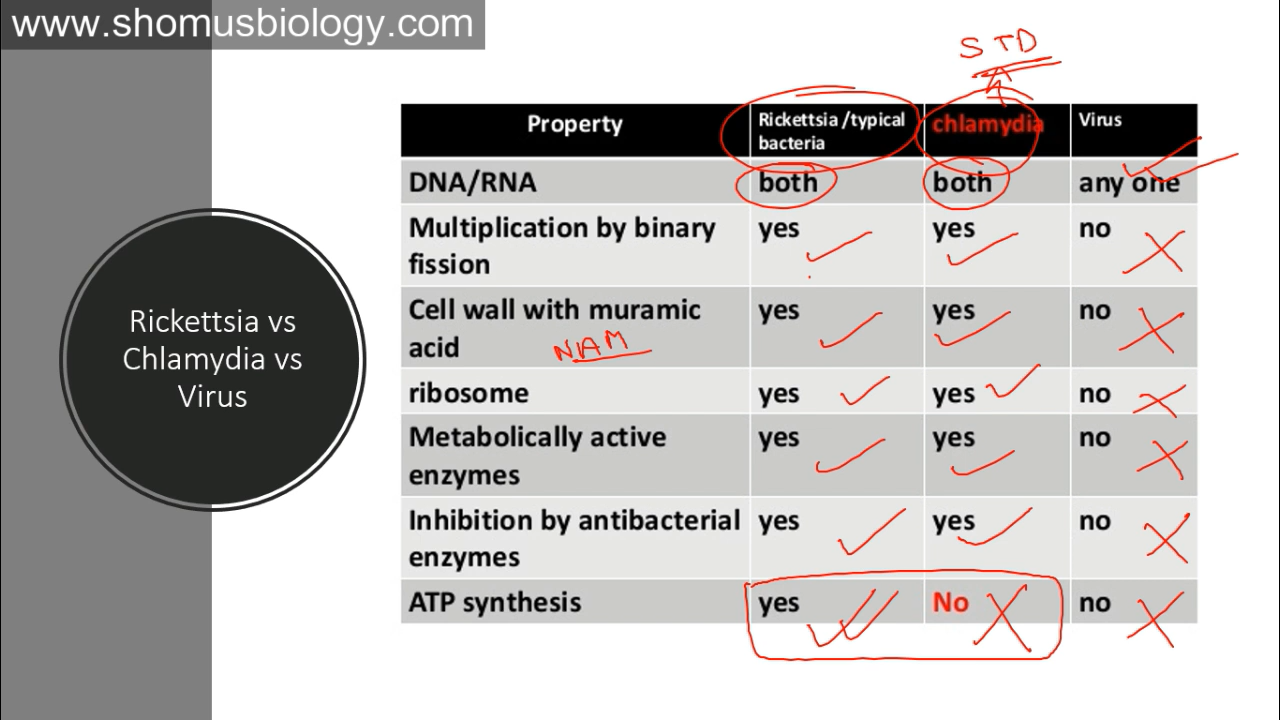 www.shomusbiology.com
STD
Rickettsia vs
Chlamydia vs
Virus
Property
Rickettsia /typical
bacteria
chlamydia
Virus
DNA/RNA
both
both
any one
Multiplication by binary
fission
yes
yes
no
Cell wall with muramic
acid
NAM
yes
yes
no
ribosome
yes
yes
no
Metabolically active
enzymes
yes
yes
no
Inhibition by antibacterial
enzymes
yes
yes
no
ATP synthesis
yes
No
no